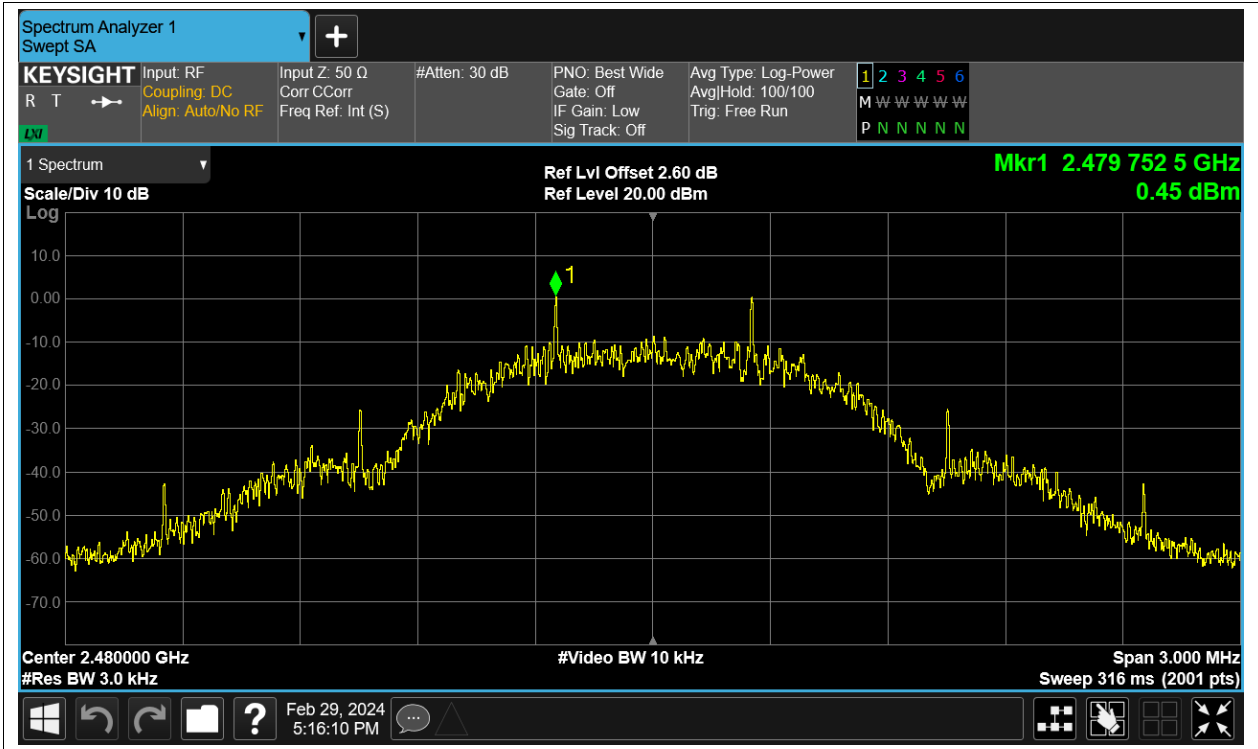 Spectrum Analyzer 1
Swept SA
+
KEYSIGHT
R T
LXI
Input: RF
Coupling: DC
Align: Auto/No RF
Input Z: 50 Ω
Corr CCorr
Freq Ref: Int (S)
#Atten: 30 dB
PNO: Best Wide
Gate: Off
IF Gain: Low
Sig Track: Off
Avg Type: Log-Power
Avg|Hold: 100/100
Trig: Free Run
1 2 3 4 5 6
M W W W W W
P N N N N N
1 Spectrum
Scale/Div 10 dB
Log
Ref Lvl Offset 2.60 dB
Ref Level 20.00 dBm
Mkr1 2.479 752 5 GHz
0.45 dBm
1
10.0
0.00
-10.0
-20.0
-30.0
-40.0
-50.0
-60.0
-70.0
Center 2.480000 GHz
#Res BW 3.0 kHz
#Video BW 10 kHz
Span 3.000 MHz
Sweep 316 ms (2001 pts)
?
Feb 29, 2024
5:16:10 PM